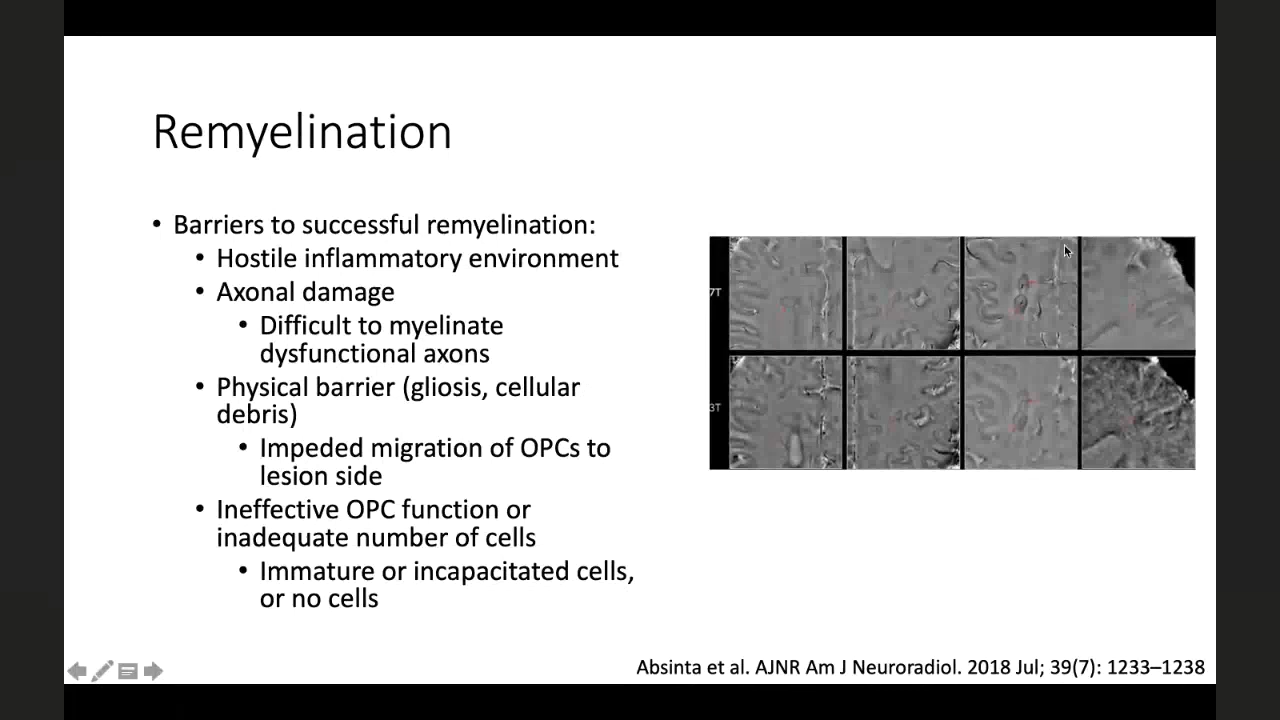 Remyelination
• Barriers to successful remyelination:
• Hostile inflammatory environment
• Axonal damage
• Difficult to myelinate
dysfunctional axons
• Physical barrier (gliosis, cellular
debris)
• Impeded migration of OPCs to
lesion side
• Ineffective OPC function or
inadequate number of cells
• Immature or incapacitated cells,
or no cells
7T
3T
Absinta et al. AJNR Am J Neuroradiol. 2018 Jul; 39(7): 1233–1238